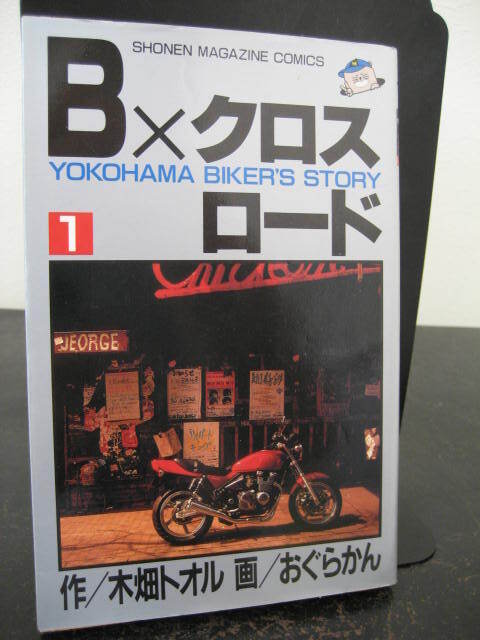 SHONEN MAGAZINE COMICS
B×クロス
YOKOHAMA BIKER'S STORY
ロード
1
JEORGE
作/木畑トオル 画/おぐらかん